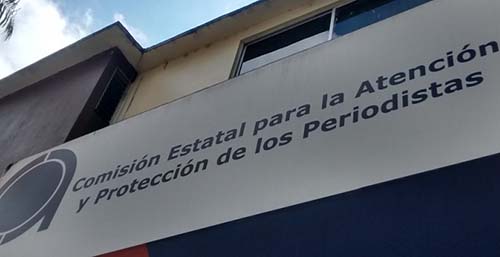 Comisión Estatal para la Atención
y Protección de los Periodistas